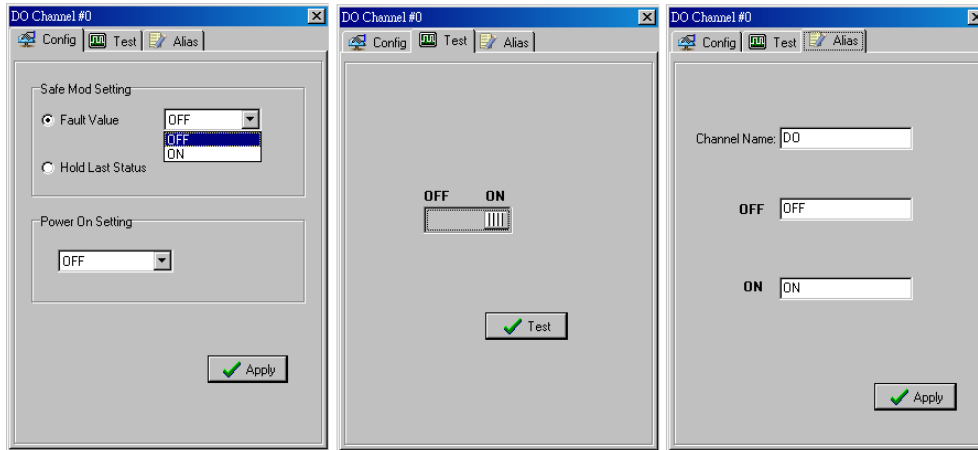 DO Channel #0
Config Test Alias
Safe Mod Setting
Fault Value OFF
OFF
ON
Hold Last Status
Power On Setting
OFF
Apply
DO Channel #0
Config Test Alias
OFF ON
Test
DO Channel #0
Config Test Alias
Channel Name: DO
OFF OFF
ON ON
Apply